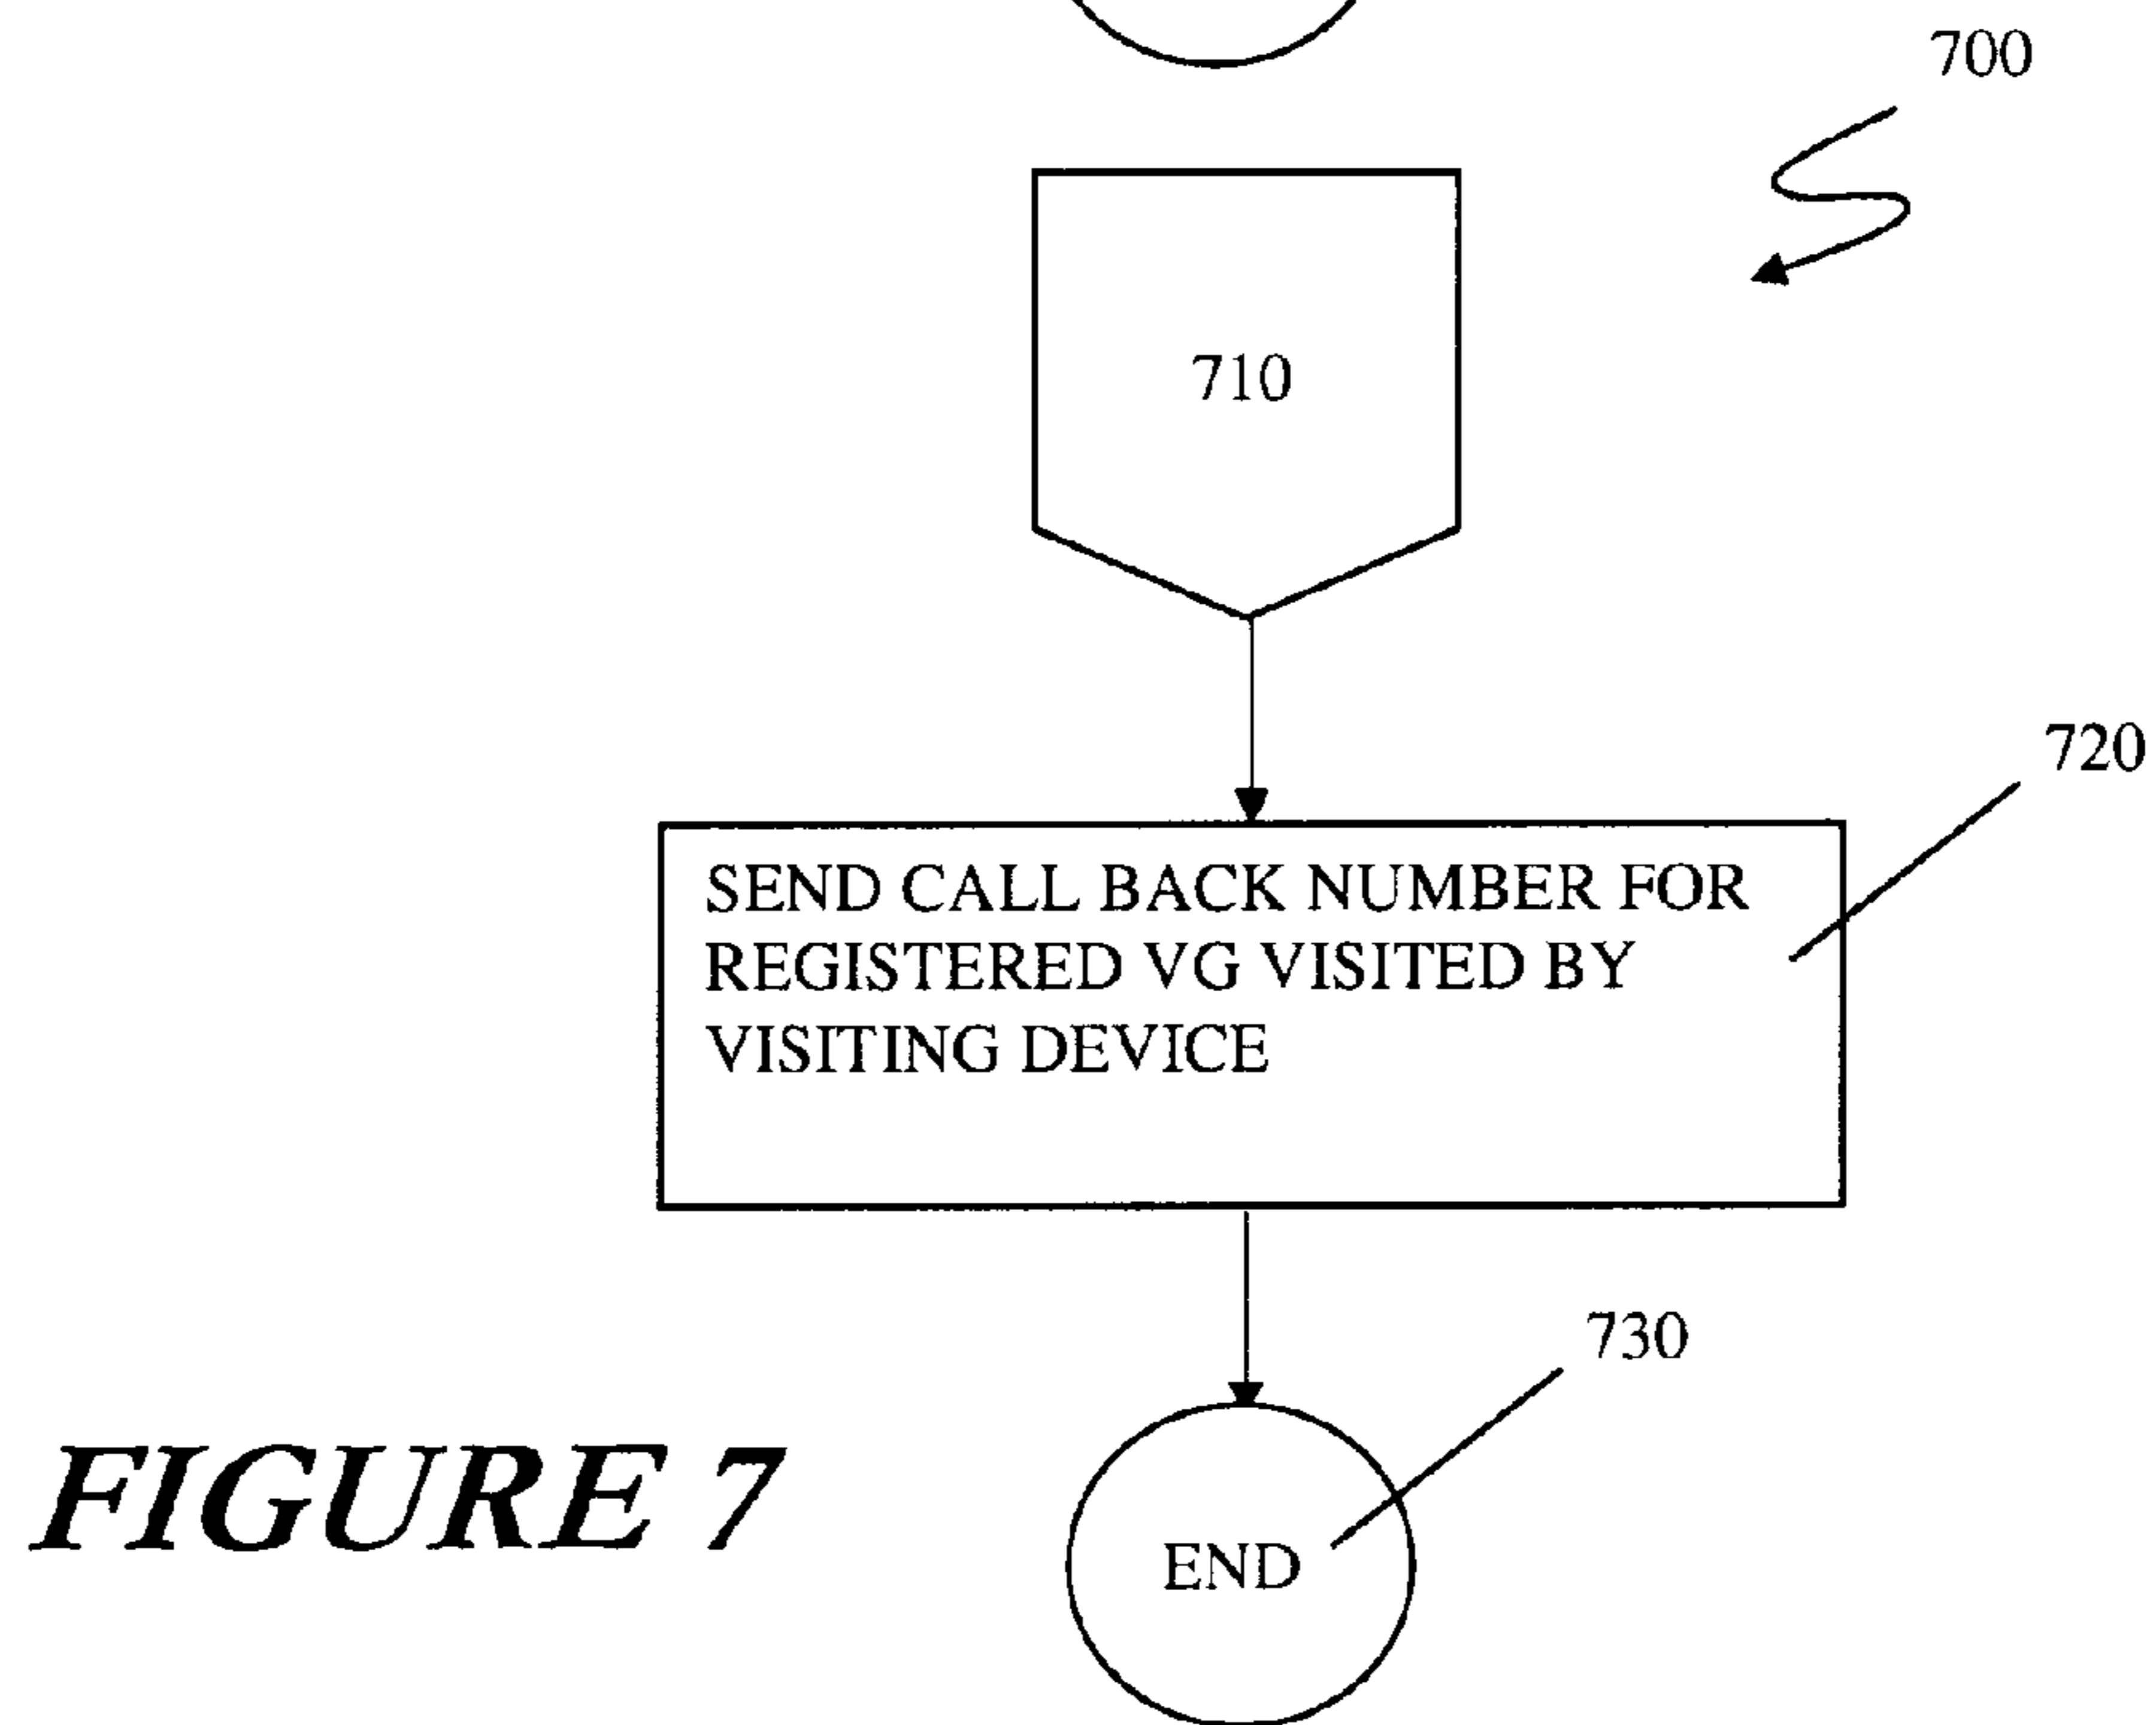 700
710
720
SEND CALL BACK NUMBER FOR
REGISTERED VG VISITED BY
VISITING DEVICE
730
END
FIGURE 7